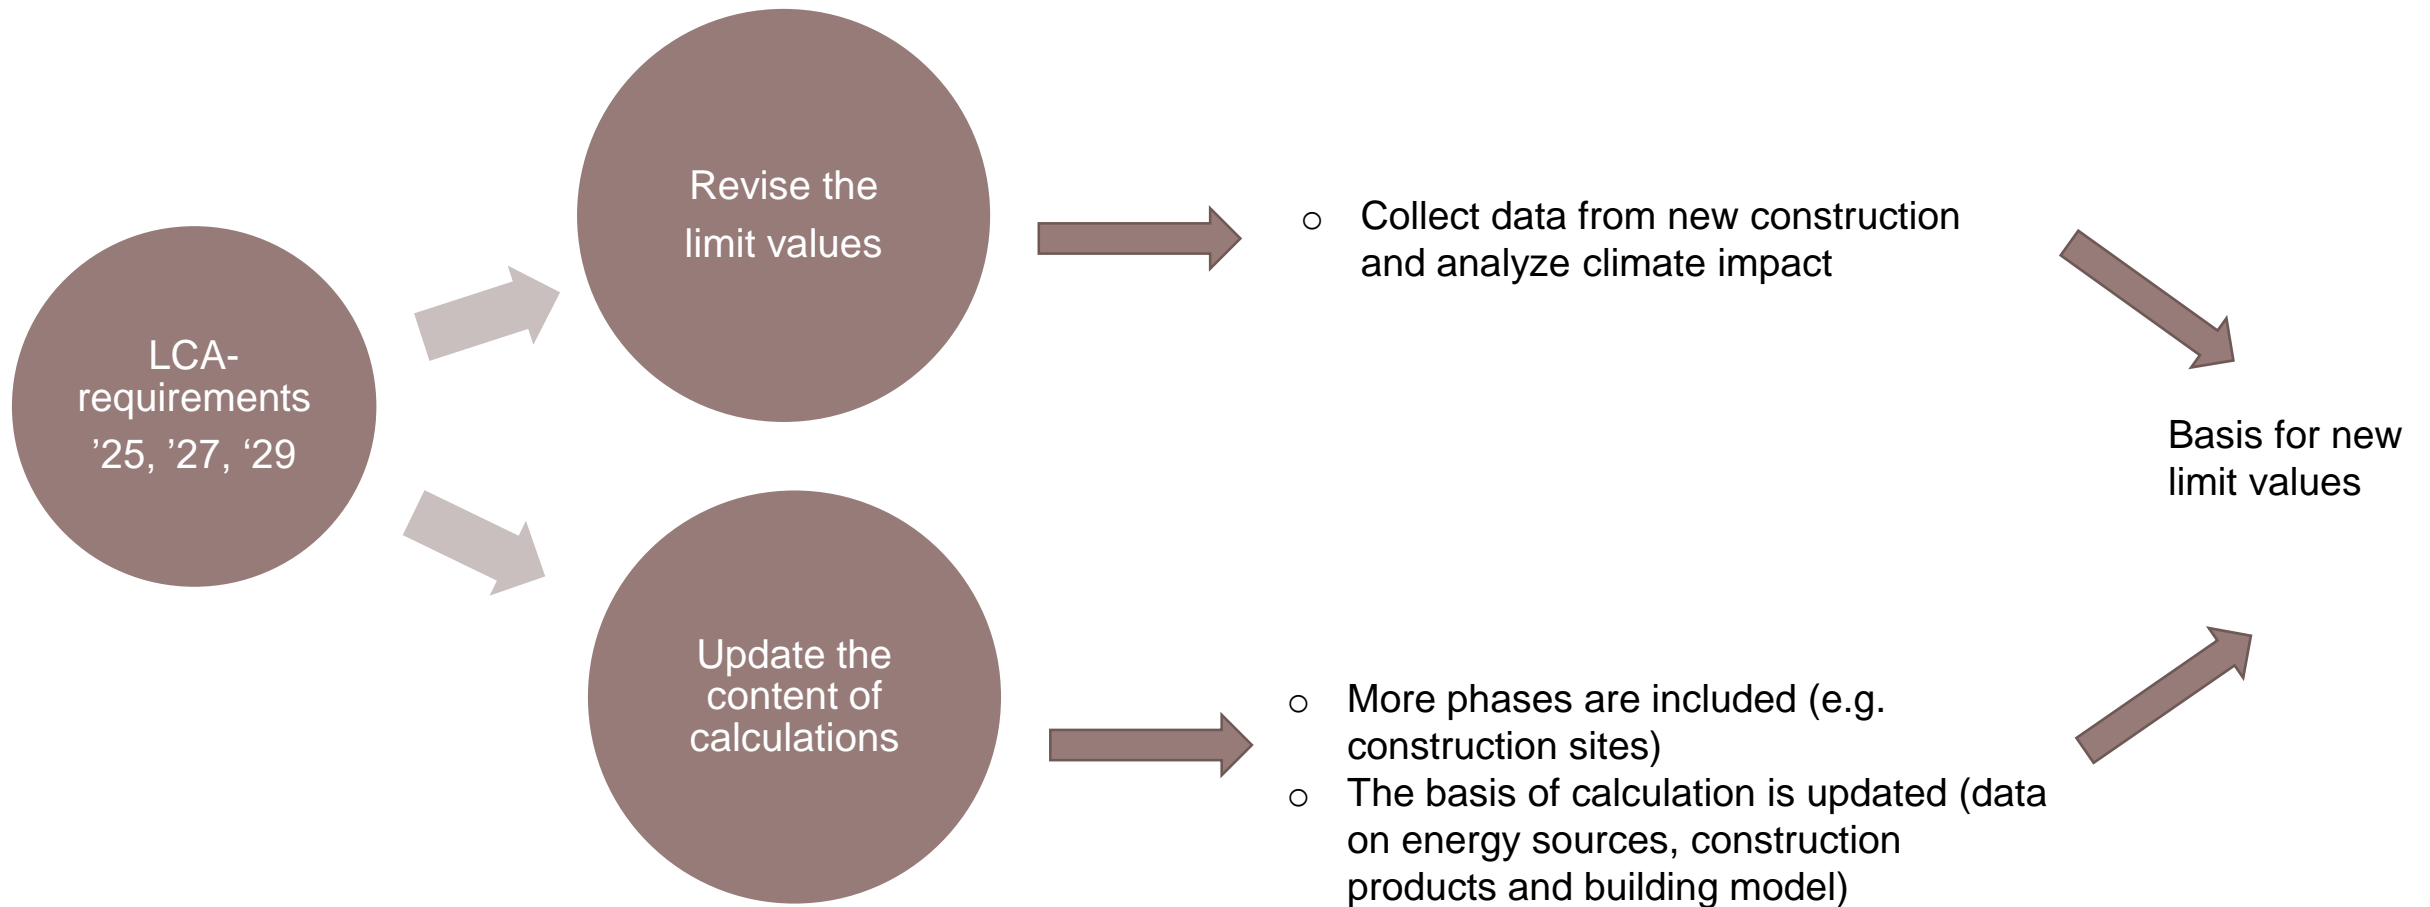 LCA-
requirements
’25, ’27, ‘29
Revise the
limit values
○ Collect data from new construction
and analyze climate impact
Update the
content of
calculations
○ More phases are included (e.g.
construction sites)
○ The basis of calculation is updated (data
on energy sources, construction
products and building model)
Basis for new
limit values